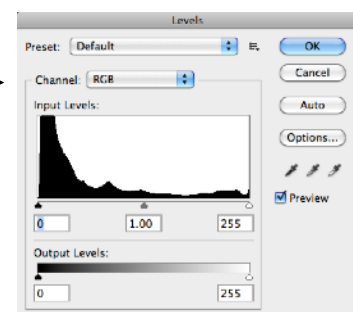 Levels
Preset: Default
OK
Cancel
Channel: RGB
Auto
Input Levels:
Options...
Preview
0 1.00 255
Output Levels:
0 255